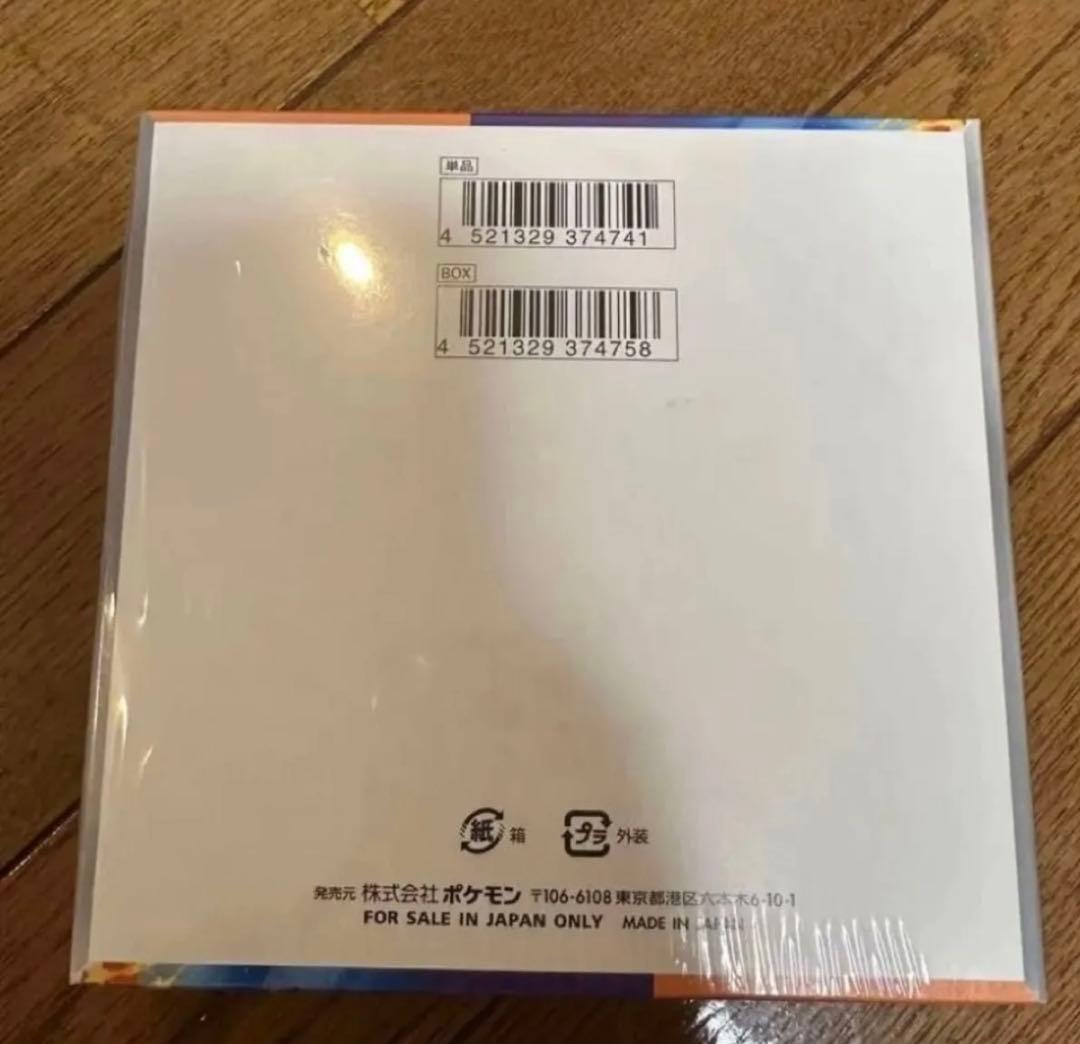 単品
4 521329 374741
BOX
4 521329 374758
紙 箱 プラ 外装
発売元 株式会社 ポケモン 〒106-6108 東京都港区六本木6-10-1
FOR SALE IN JAPAN ONLY MADE IN JAPAN